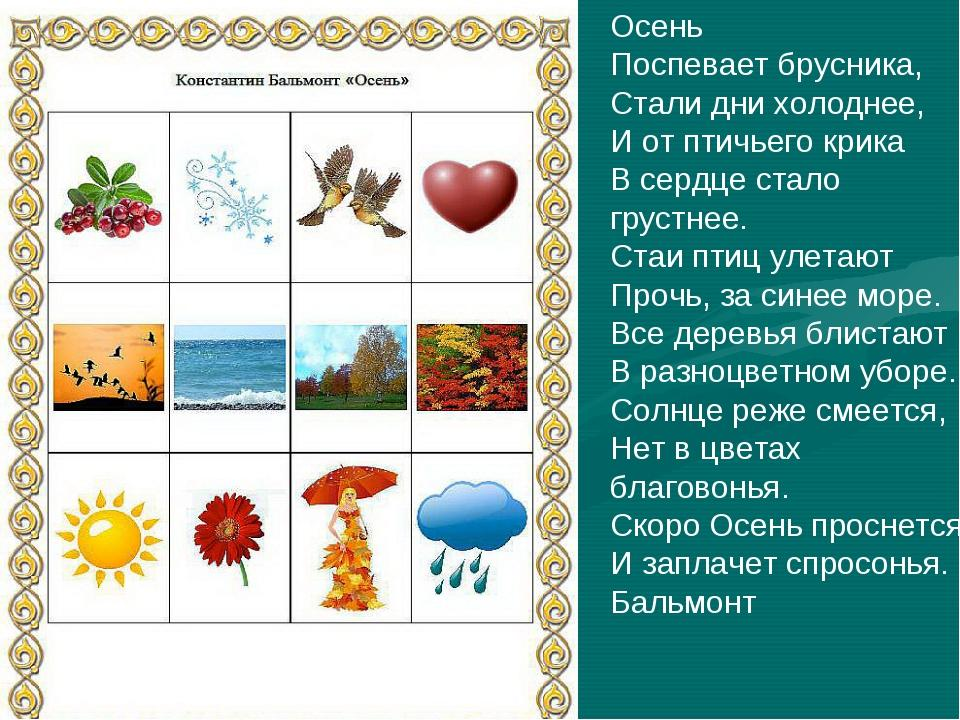 Константин Бальмонт «Осень»
Осень
Поспевает брусника,
Стали дни холоднее,
И от птичьего крика
В сердце стало
грустнее.
Стаи птиц улетают
Прочь, за синее море.
Все деревья блистают
В разноцветном уборе.
Солнце реже смеется,
Нет в цветах
благовонья.
Скоро Осень проснется
И заплачет спросонья.
Бальмонт